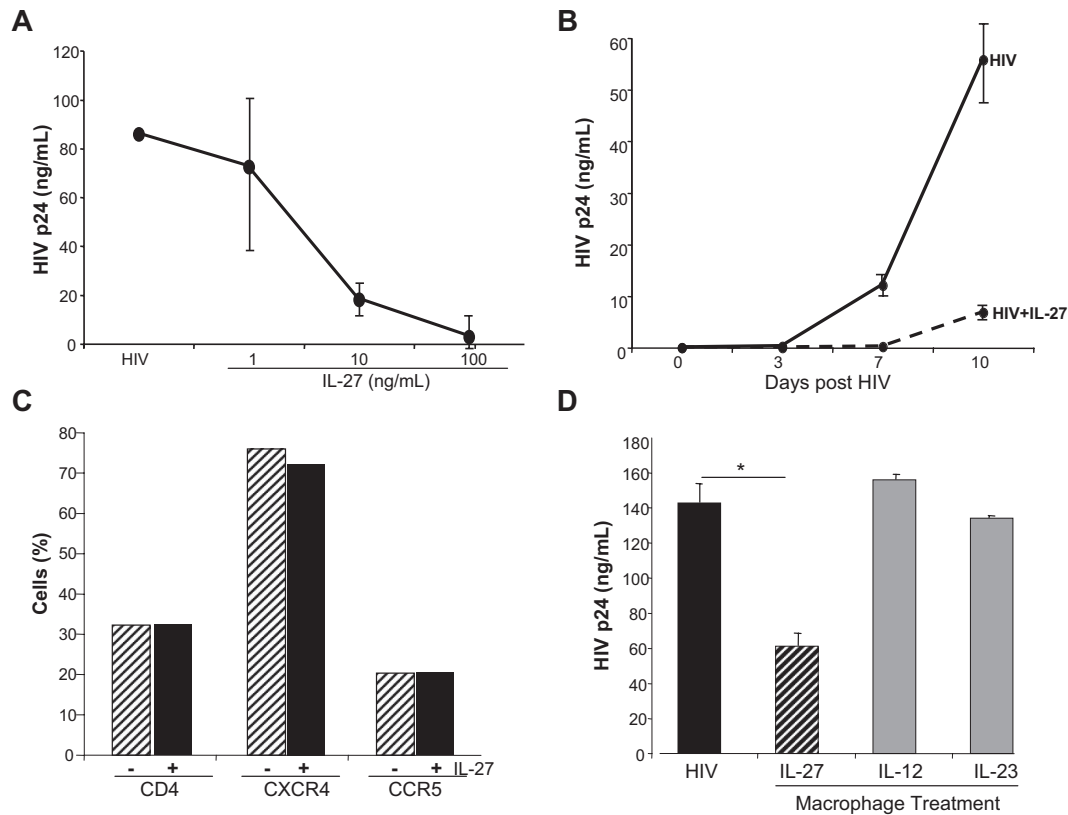 A
HIV p24 (ng/mL)
120
100
80
60
40
20
0
HIV 1 10 100
IL-27 (ng/mL)
B
HIV p24 (ng/mL)
60
50
40
30
20
10
0
HIV
HIV+IL-27
0 3 7 10
Days post HIV
C
Cells (%)
80
70
60
50
40
30
20
10
0
- + - + - + IL-27
CD4 CXCR4 CCR5
D
HIV p24 (ng/mL)
180
160
140
120
100
80
60
40
20
0
*
HIV IL-27 IL-12 IL-23
Macrophage Treatment